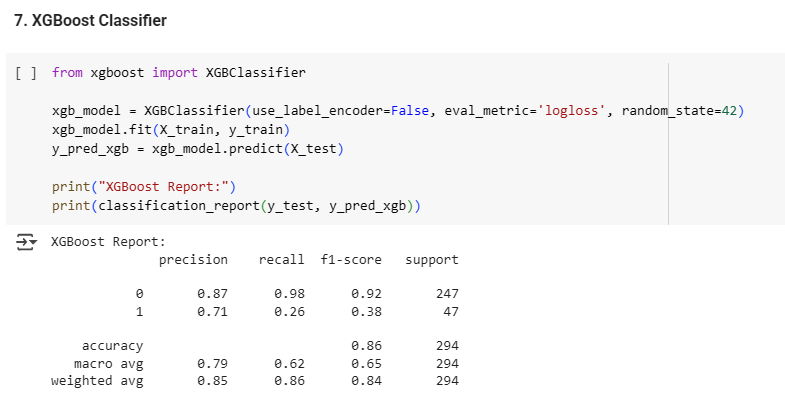 7. XGBoost Classifier
[ ] from xgboost import XGBClassifier
xgb_model = XGBClassifier(use_label_encoder=False, eval_metric='logloss', random_state=42)
xgb_model.fit(X_train, y_train)
y_pred_xgb = xgb_model.predict(X_test)
print("XGBoost Report:")
print(classification_report(y_test, y_pred_xgb))
XGBoost Report:
precision recall f1-score support
0 0.87 0.98 0.92 247
1 0.71 0.26 0.38 47
accuracy 0.86 294
macro avg 0.79 0.62 0.65 294
weighted avg 0.85 0.86 0.84 294